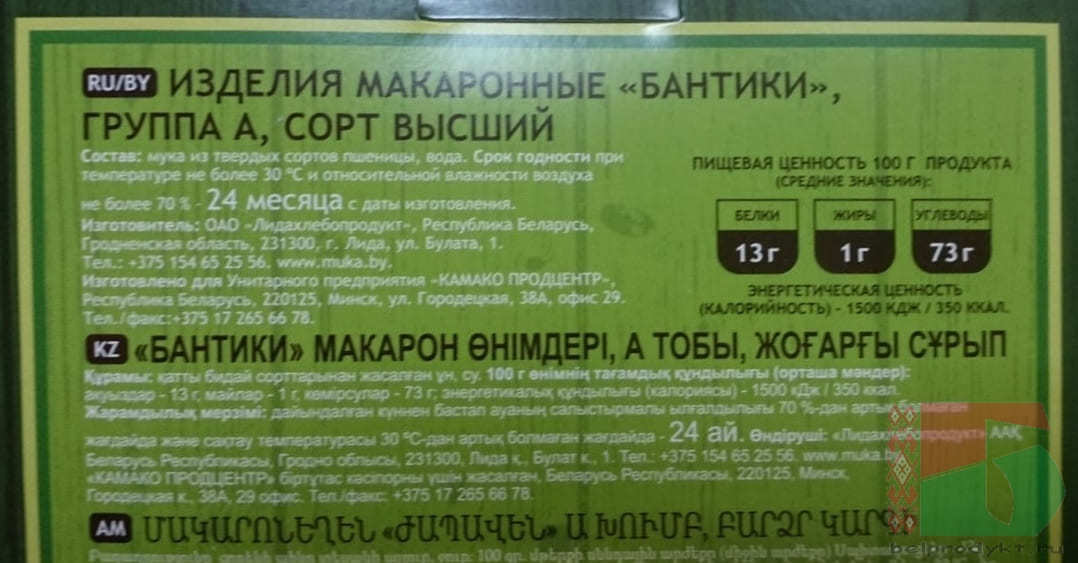 RU/BY ИЗДЕЛИЯ МАКАРОННЫЕ «БАНТИКИ»,
ГРУППА А, СОРТ ВЫСШИЙ
Состав: мука из твердых сортов пшеницы, вода. Срок годности при
температуре не более 30 °С и относительной влажности воздуха
не более 70 % - 24 месяца с даты изготовления.
Изготовитель: ОАО «Лидахлебопродукт», Республика Беларусь,
Гродненская область, 231300, г. Лида, ул. Булата, 1.
Тел.: +375 154 65 25 56. www.muka.by.
Изготовлено для Унитарного предприятия «КАМАКО ПРОДЦЕНТР»,
Республика Беларусь, 220125, Минск, ул. Городецкая, 38А, офис 29.
Тел./факс:+375 17 265 66 78.
ПИЩЕВАЯ ЦЕННОСТЬ 100 Г ПРОДУКТА
(СРЕДНИЕ ЗНАЧЕНИЯ):
БЕЛКИ ЖИРЫ УГЛЕВОДЫ
13 г 1 г 73 г
ЭНЕРГЕТИЧЕСКАЯ ЦЕННОСТЬ
(КАЛОРИЙНОСТЬ) - 1500 КДЖ / 350 ККАЛ.
KZ «БАНТИКИ» МАКАРОН ӨНІМДЕРІ, А ТОБЫ, ЖОҒАРҒЫ СҰРЫП
Құрамы: қатты бидай сорттарынан жасалған ұн, су. 100 г өнімнің тағамдық құндылығы (орташа мәндер):
ақуыздар - 13 г, майлар - 1 г, көмірсулар - 73 г; энергетикалық құндылығы (калориясы) - 1500 кДж / 350 ккал.
Жарамдылық мерзімі: дайындалған күннен бастап ауаның салыстырмалы ылғалдылығы 70 %-дан артық болмаған
жағдайда және сақтау температурасы 30 °С-дан артық болмаған жағдайда - 24 ай. Өндіруші: «Лидахлебопродукт» ААҚ
Беларусь Республикасы, Гродно облысы, 231300, Лида қ., Булат к., 1. Тел.: +375 154 65 25 56. www.muka.by
«КАМАКО ПРОДЦЕНТР» біртұтас кәсіпорны үшін жасалған, Беларусь Республикасы, 220125, Минск,
Городецкая к., 38А, 29 офис. Тел./факс: +375 17 265 66 78.
AM ՄԱԿԱՐՈՆԵՂԵՆ «ԺԱՊԱՎԵՆ» Ա ԽՈՒՄԲ, ԲԱՐՁՐ ԿԱՐԳԻ
belprodykt.ru